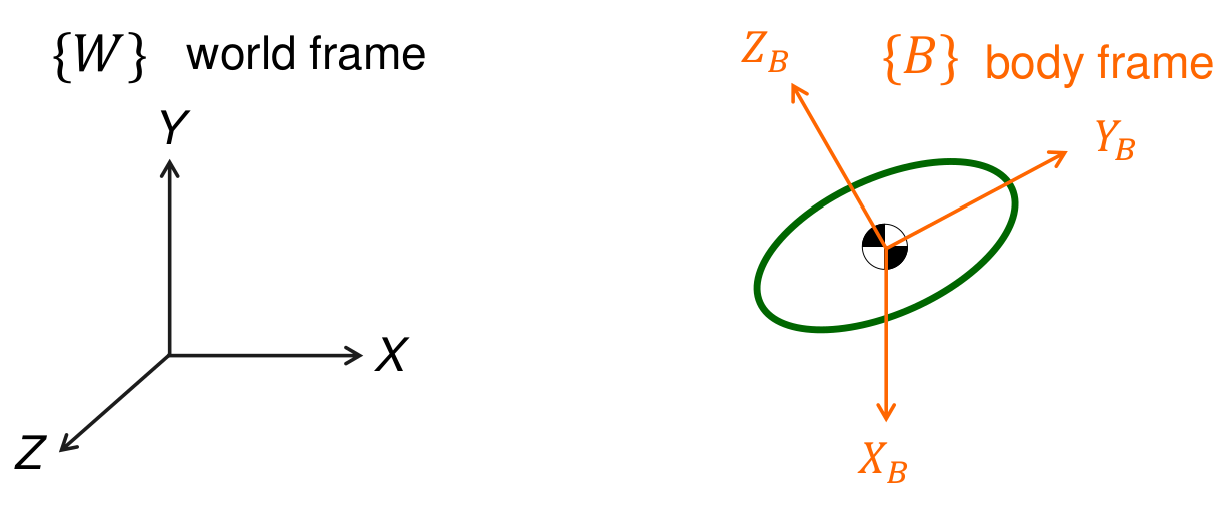 {W} world frame
Y
X
Z
{B} body frame
Z_B
Y_B
X_B